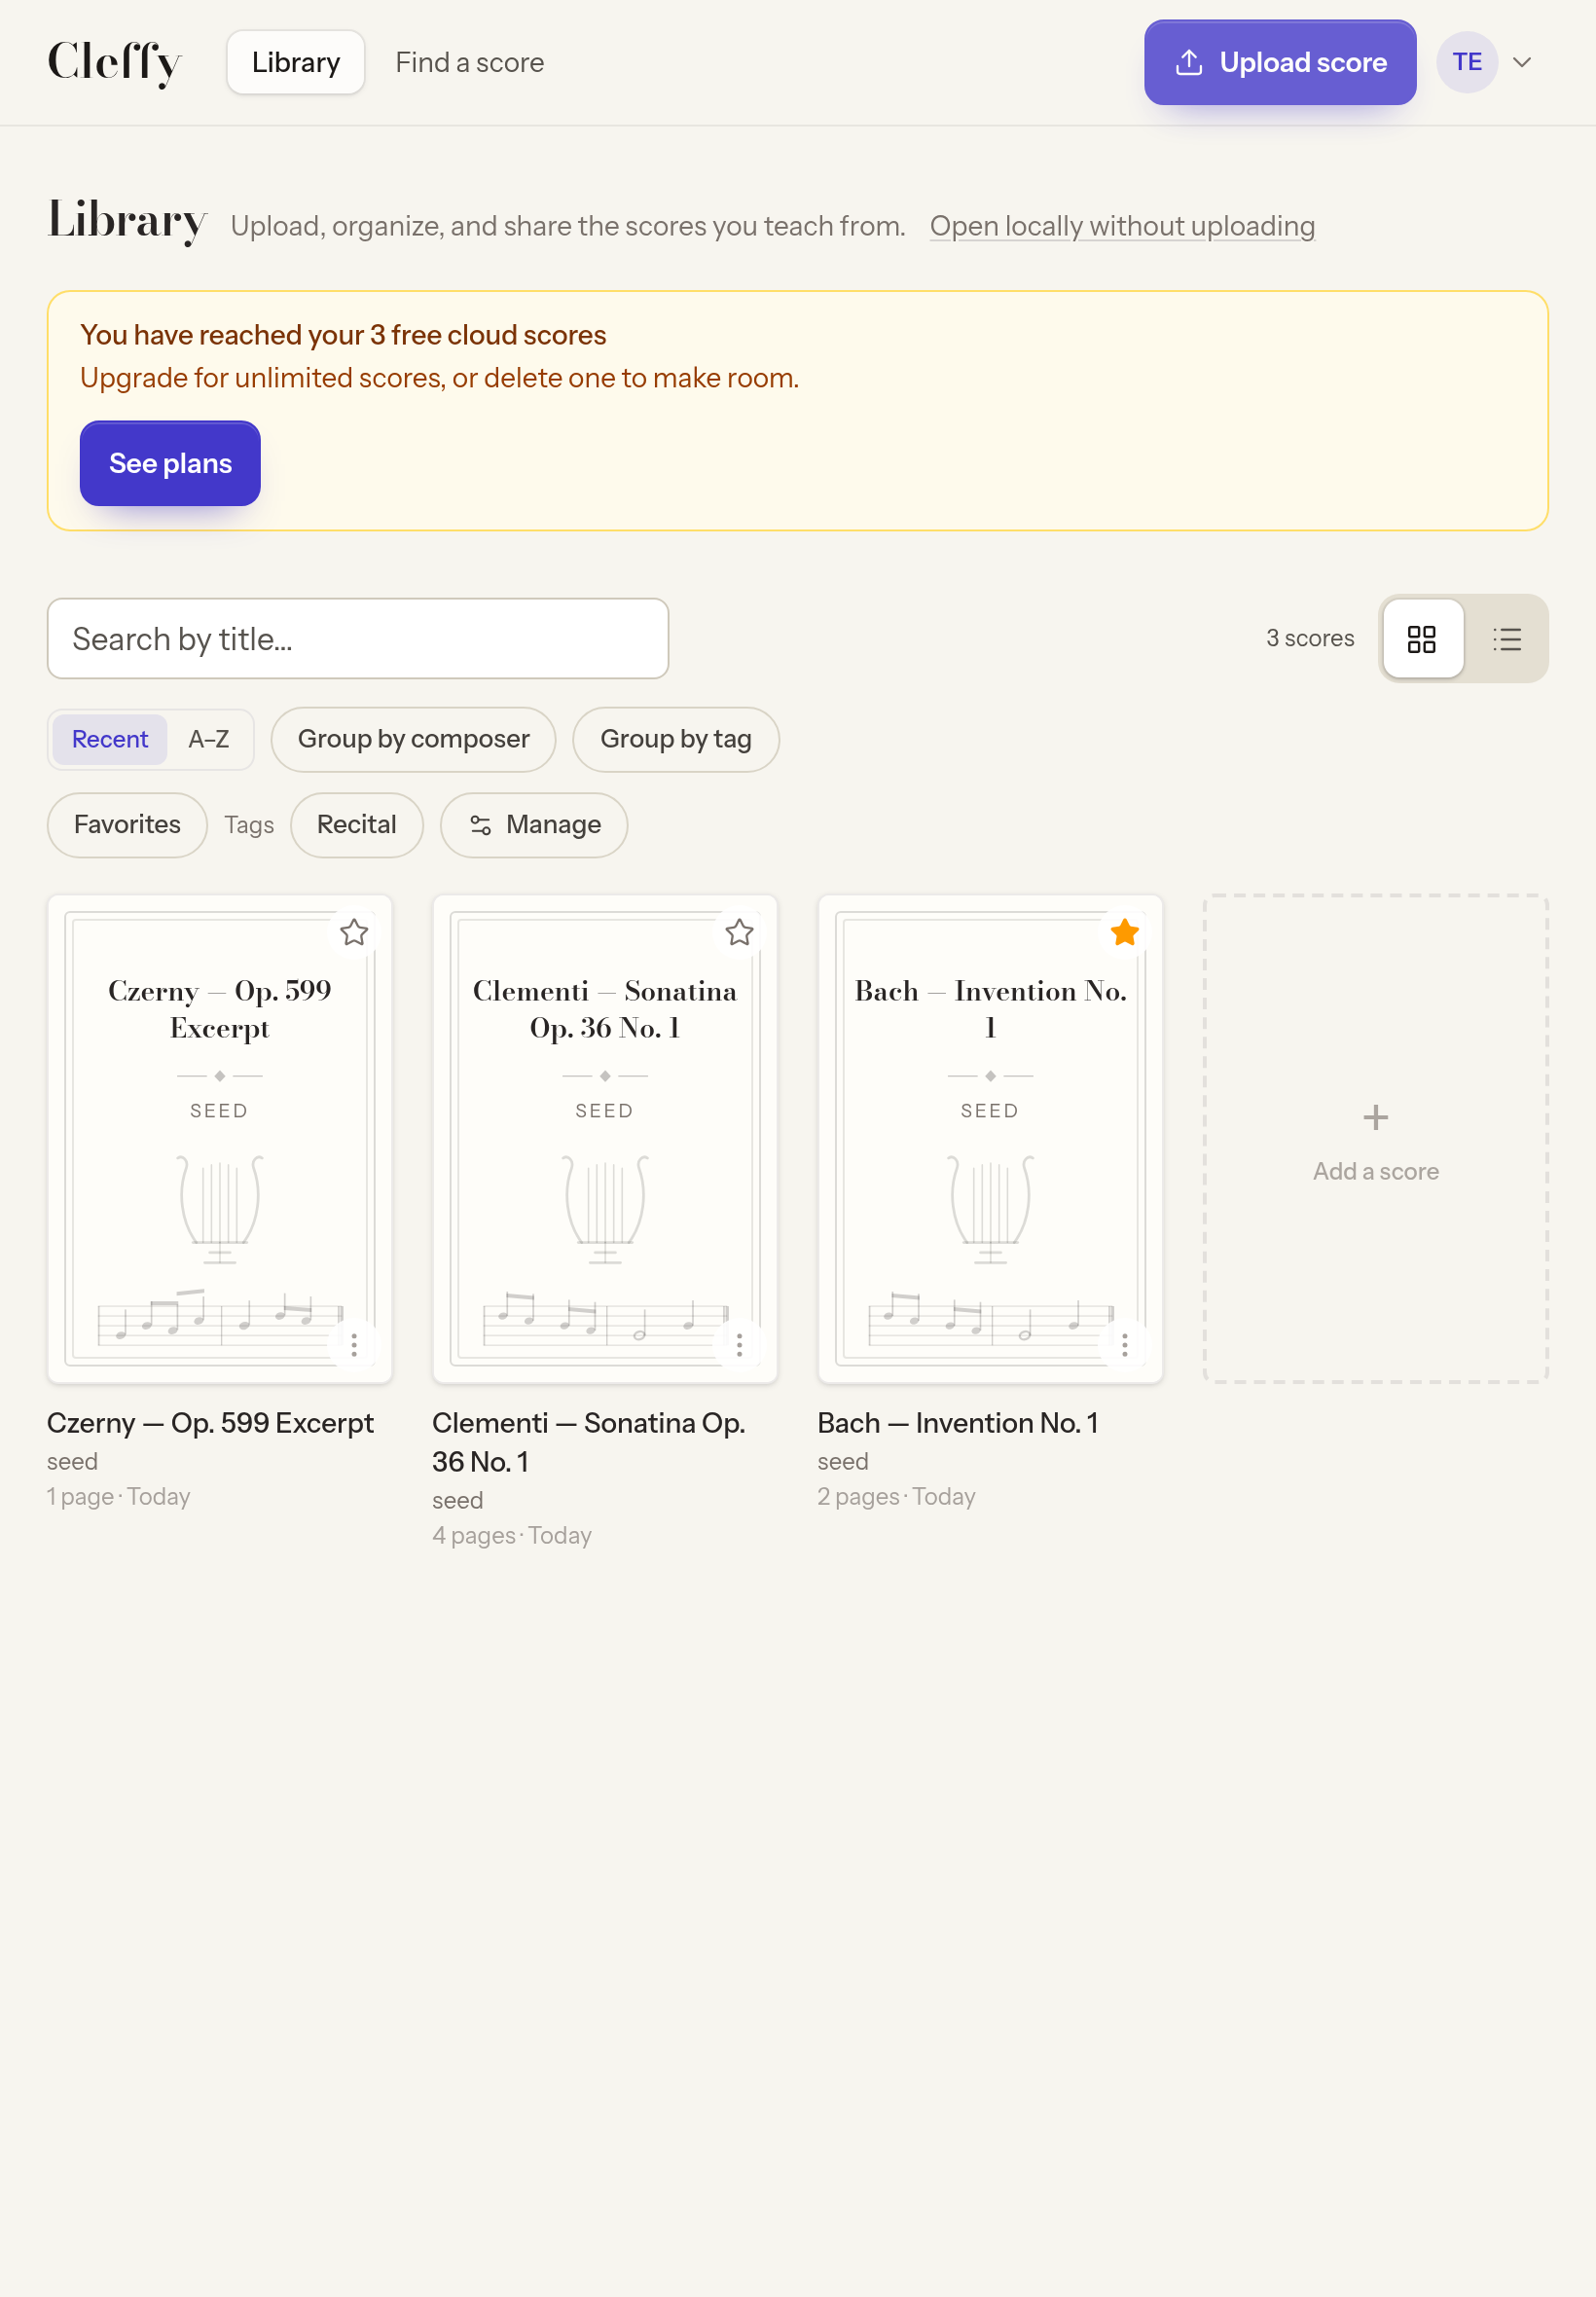 Cleffy
Library
Find a score
Upload score
TE
Library
Upload, organize, and share the scores you teach from.
Open locally without uploading
You have reached your 3 free cloud scores
Upgrade for unlimited scores, or delete one to make room.
See plans
Search by title...
3 scores
Recent
A–Z
Group by composer
Group by tag
Favorites
Tags
Recital
Manage
Czerny — Op. 599
Excerpt
SEED
Clementi — Sonatina
Op. 36 No. 1
SEED
Bach — Invention No.
1
SEED
+
Add a score
Czerny — Op. 599 Excerpt
seed
1 page · Today
Clementi — Sonatina Op.
36 No. 1
seed
4 pages · Today
Bach — Invention No. 1
seed
2 pages · Today